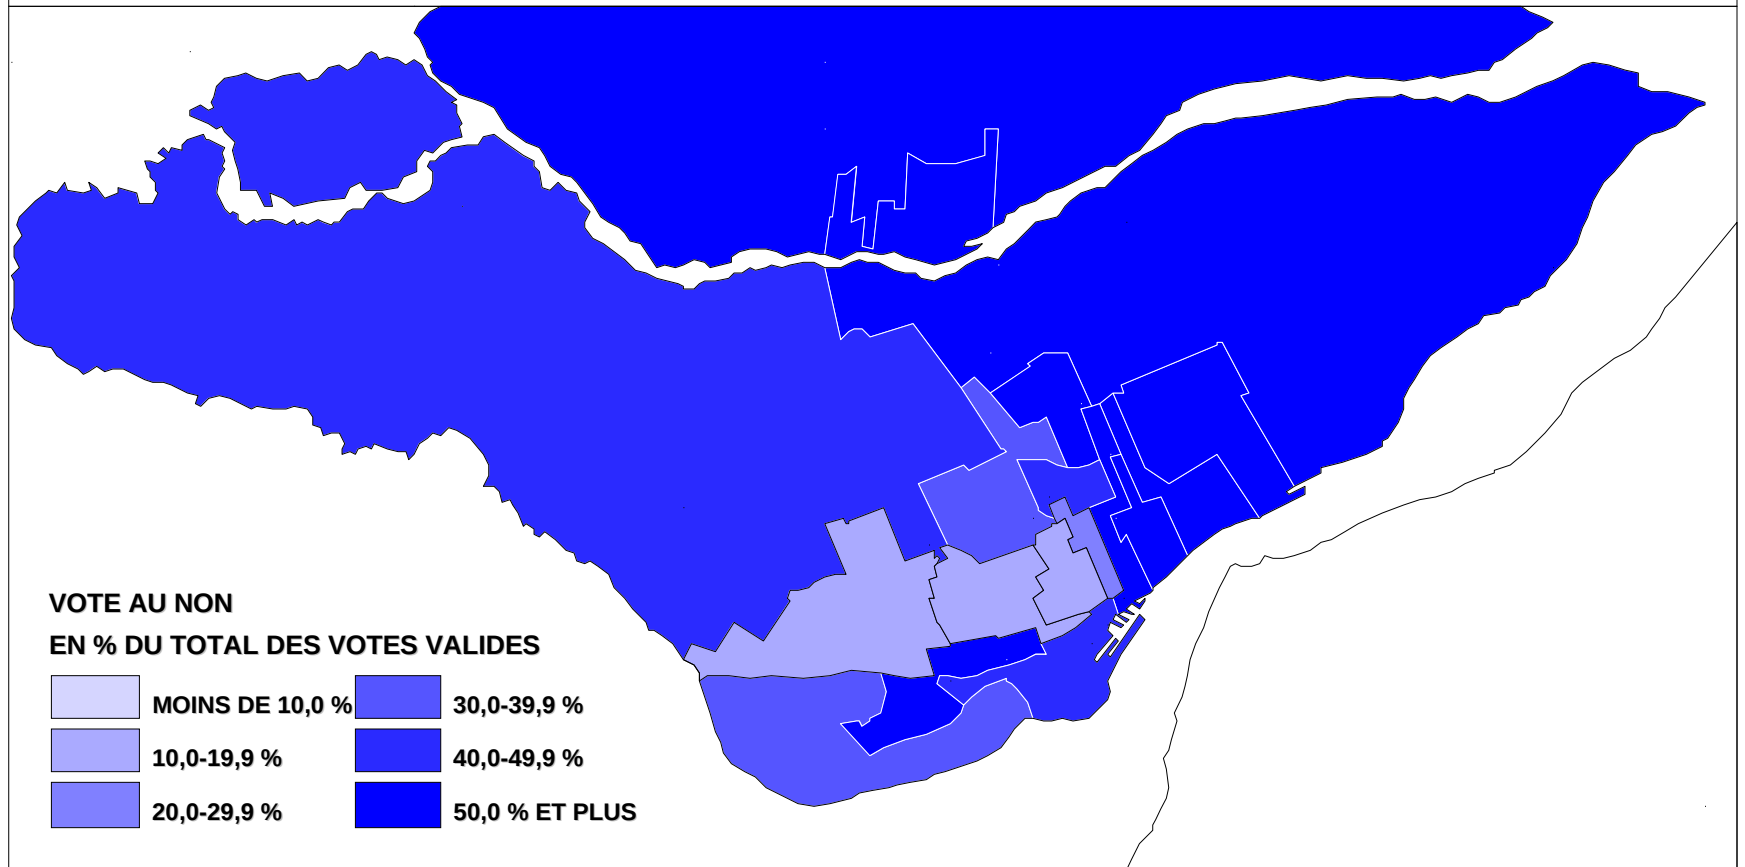 VOTE AU NON
EN % DU TOTAL DES VOTES VALIDES
MOINS DE 10,0 %
30,0-39,9 %
10,0-19,9 %
40,0-49,9 %
20,0-29,9 %
50,0 % ET PLUS